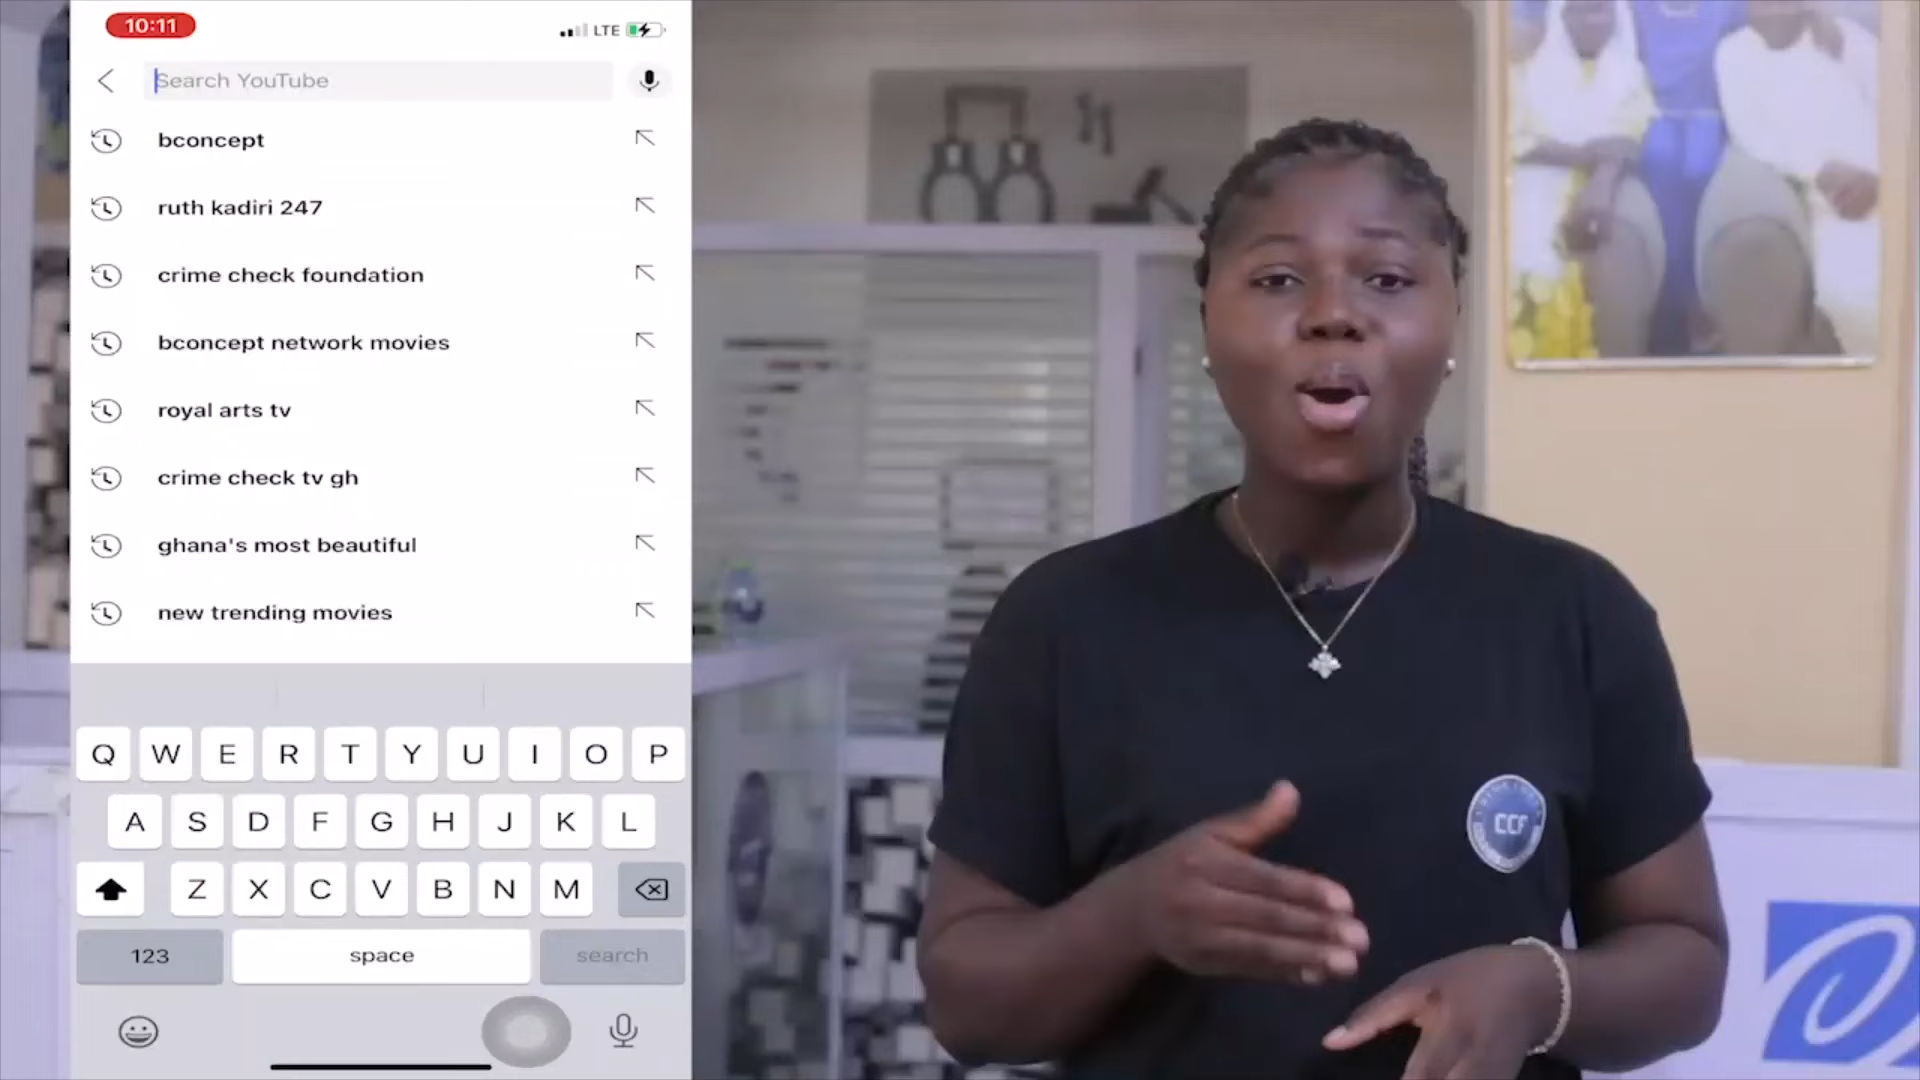 10:11
LTE
Search YouTube
bconcept
ruth kadiri 247
crime check foundation
bconcept network movies
royal arts tv
crime check tv gh
ghana's most beautiful
new trending movies
Q W E R T Y U I O P
A S D F G H J K L
Z X C V B N M
123 space search
CCF